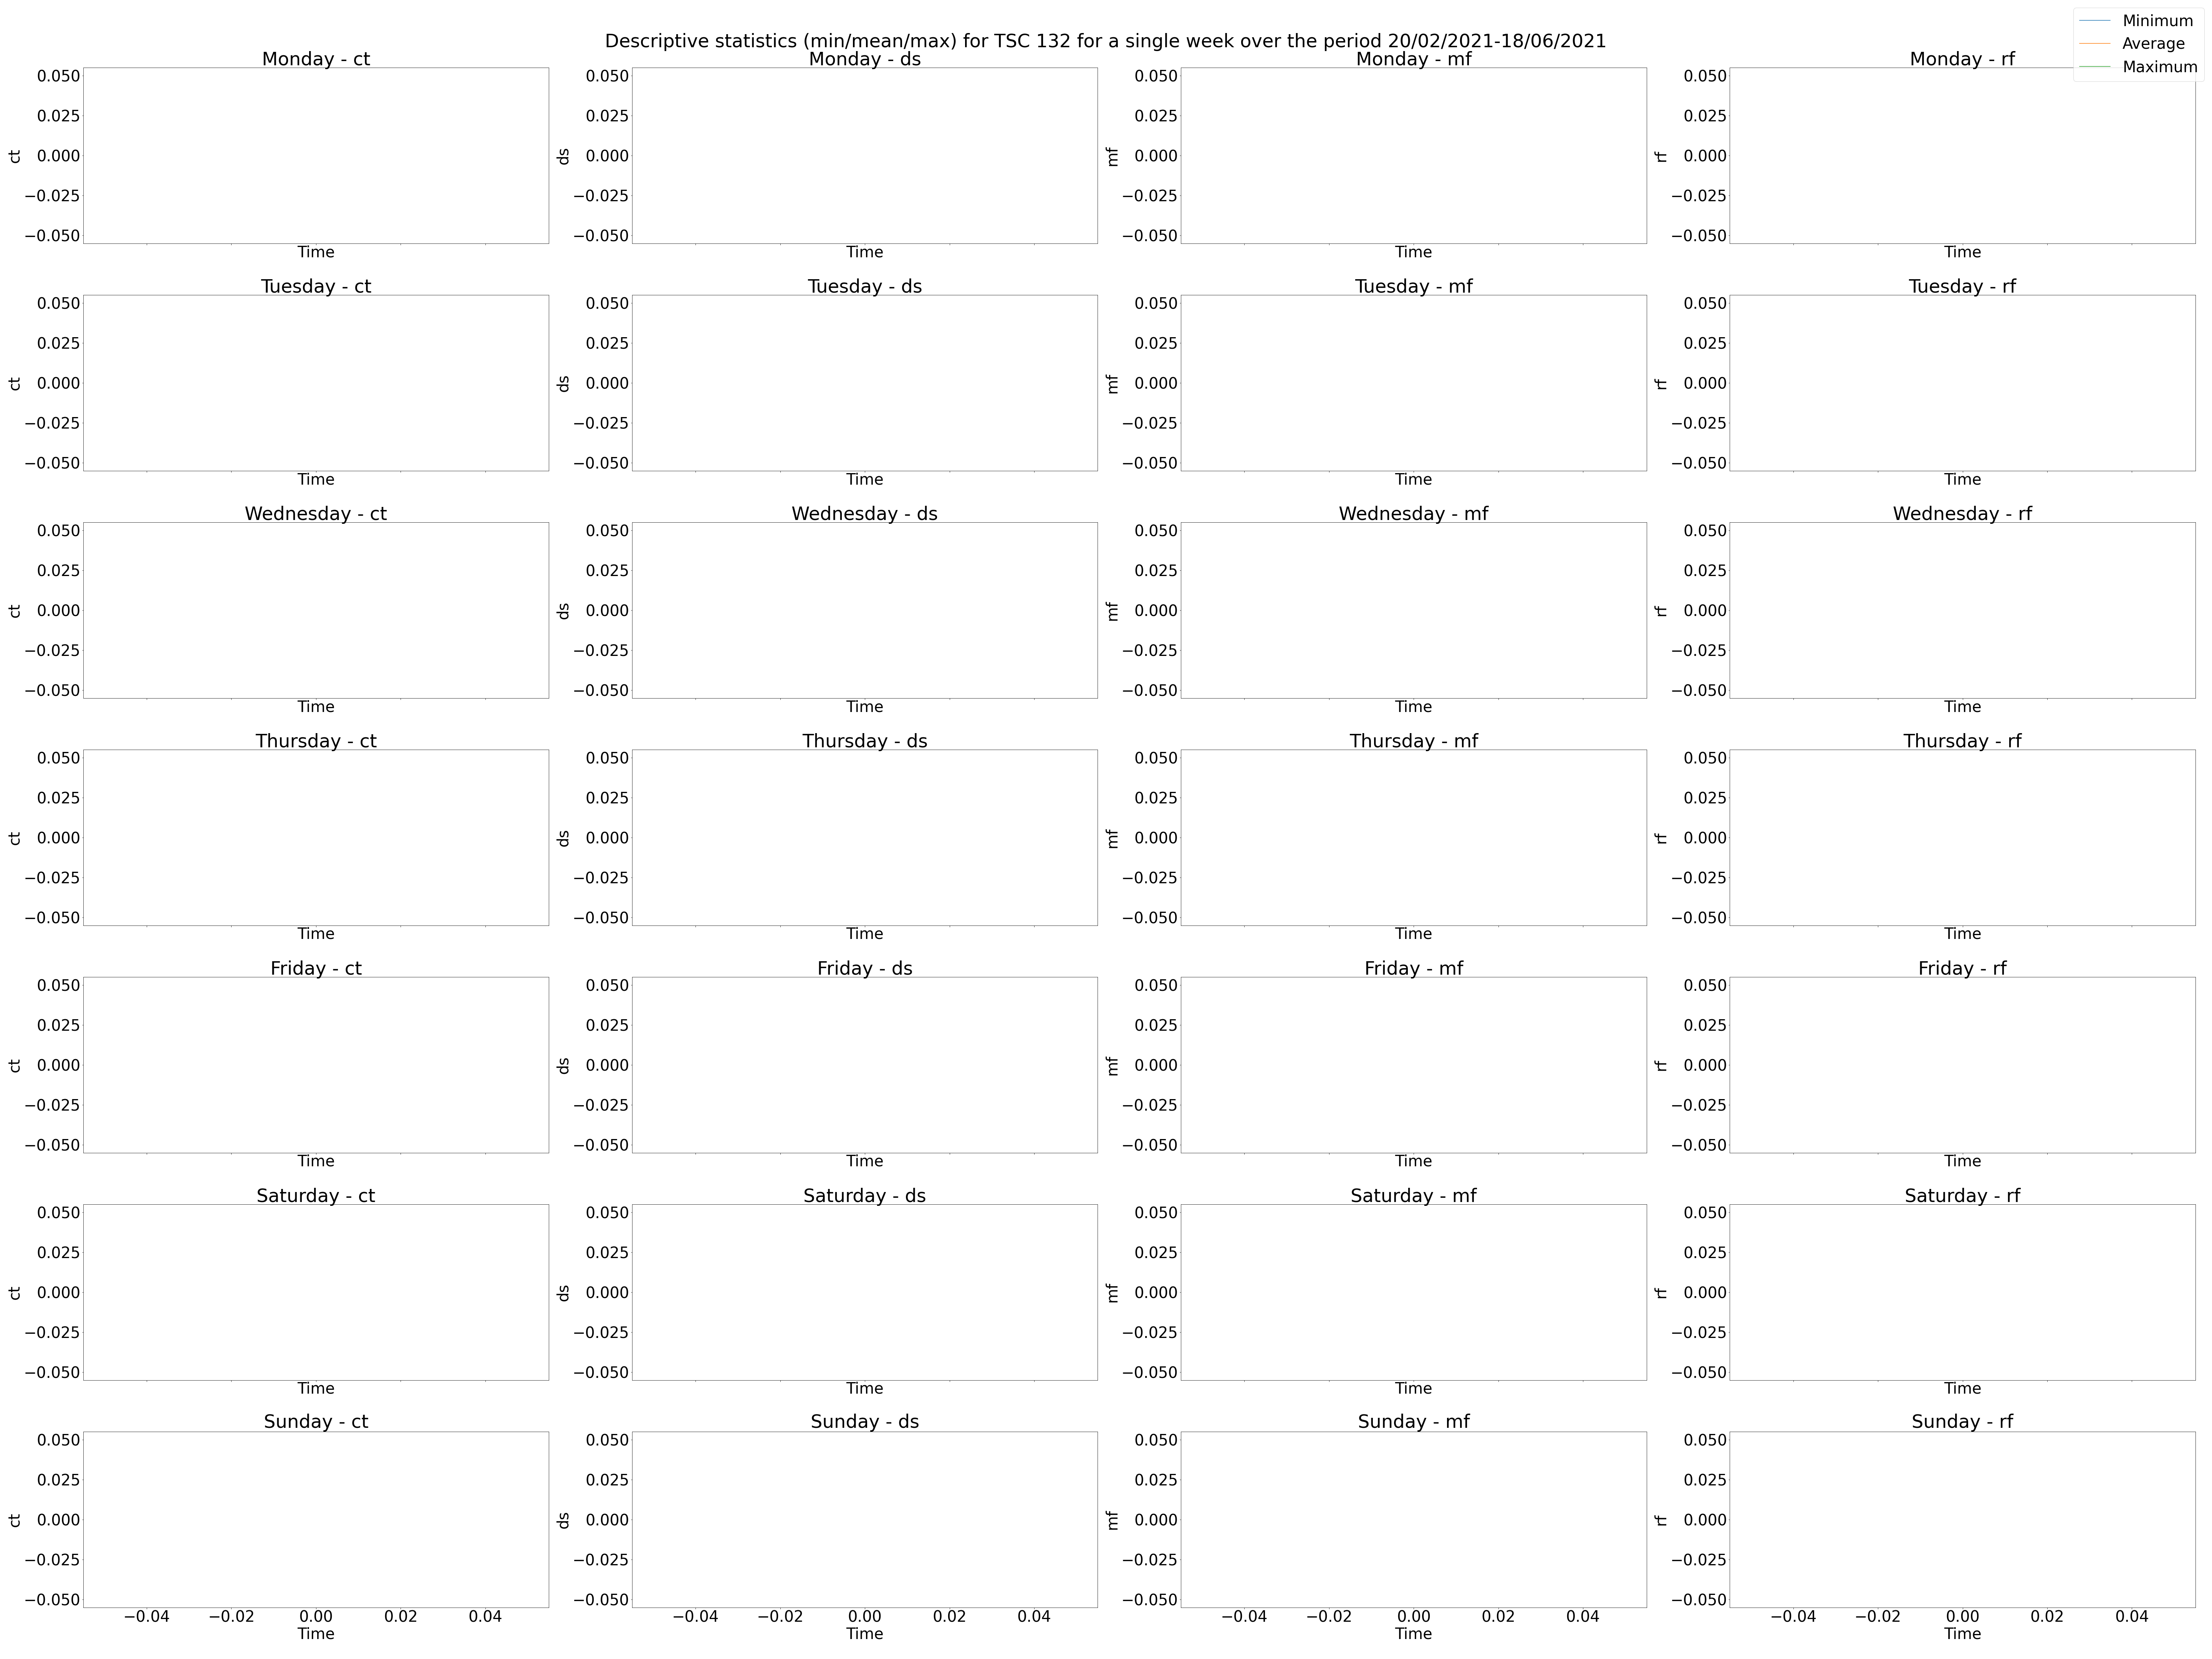 Descriptive statistics (min/mean/max) for TSC 132 for a single week over the period 20/02/2021-18/06/2021
Minimum
Average
Maximum
Monday - ct
0.050
0.025
0.000
−0.025
−0.050
ct
Time
Monday - ds
0.050
0.025
0.000
−0.025
−0.050
ds
Time
Monday - mf
0.050
0.025
0.000
−0.025
−0.050
mf
Time
Monday - rf
0.050
0.025
0.000
−0.025
−0.050
rf
Time
Tuesday - ct
0.050
0.025
0.000
−0.025
−0.050
ct
Time
Tuesday - ds
0.050
0.025
0.000
−0.025
−0.050
ds
Time
Tuesday - mf
0.050
0.025
0.000
−0.025
−0.050
mf
Time
Tuesday - rf
0.050
0.025
0.000
−0.025
−0.050
rf
Time
Wednesday - ct
0.050
0.025
0.000
−0.025
−0.050
ct
Time
Wednesday - ds
0.050
0.025
0.000
−0.025
−0.050
ds
Time
Wednesday - mf
0.050
0.025
0.000
−0.025
−0.050
mf
Time
Wednesday - rf
0.050
0.025
0.000
−0.025
−0.050
rf
Time
Thursday - ct
0.050
0.025
0.000
−0.025
−0.050
ct
Time
Thursday - ds
0.050
0.025
0.000
−0.025
−0.050
ds
Time
Thursday - mf
0.050
0.025
0.000
−0.025
−0.050
mf
Time
Thursday - rf
0.050
0.025
0.000
−0.025
−0.050
rf
Time
Friday - ct
0.050
0.025
0.000
−0.025
−0.050
ct
Time
Friday - ds
0.050
0.025
0.000
−0.025
−0.050
ds
Time
Friday - mf
0.050
0.025
0.000
−0.025
−0.050
mf
Time
Friday - rf
0.050
0.025
0.000
−0.025
−0.050
rf
Time
Saturday - ct
0.050
0.025
0.000
−0.025
−0.050
ct
Time
Saturday - ds
0.050
0.025
0.000
−0.025
−0.050
ds
Time
Saturday - mf
0.050
0.025
0.000
−0.025
−0.050
mf
Time
Saturday - rf
0.050
0.025
0.000
−0.025
−0.050
rf
Time
Sunday - ct
0.050
0.025
0.000
−0.025
−0.050
ct
−0.04 −0.02 0.00 0.02 0.04
Time
Sunday - ds
0.050
0.025
0.000
−0.025
−0.050
ds
−0.04 −0.02 0.00 0.02 0.04
Time
Sunday - mf
0.050
0.025
0.000
−0.025
−0.050
mf
−0.04 −0.02 0.00 0.02 0.04
Time
Sunday - rf
0.050
0.025
0.000
−0.025
−0.050
rf
−0.04 −0.02 0.00 0.02 0.04
Time